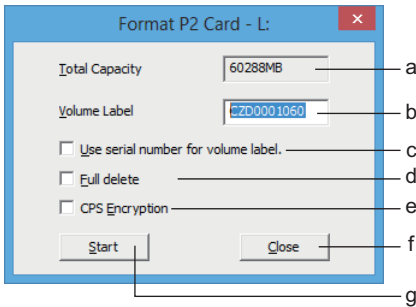 Format P2 Card - L:
Total Capacity 60288MB a
Volume Label CZD0001060 b
Use serial number for volume label. c
Full delete d
CPS Encryption e
Start Close f
g